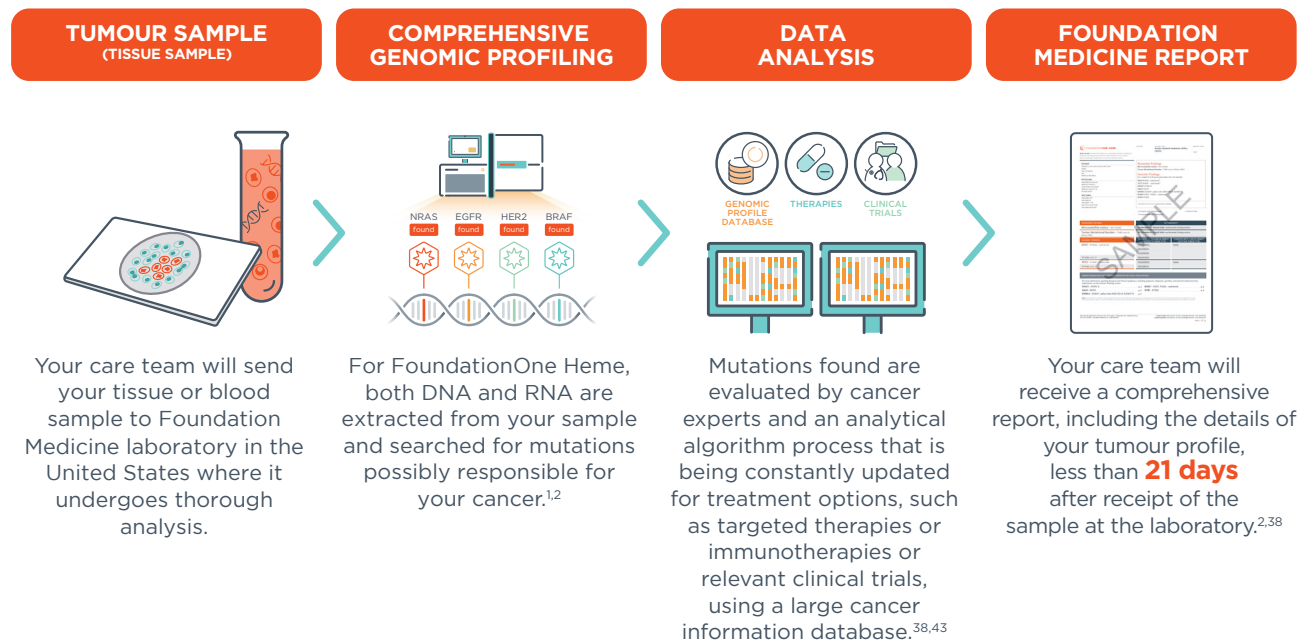 TUMOUR SAMPLE
(TISSUE SAMPLE)
COMPREHENSIVE
GENOMIC PROFILING
DATA
ANALYSIS
FOUNDATION
MEDICINE REPORT
NRAS
EGFR
HER2
BRAF
found
found
found
found
GENOMIC
PROFILE
DATABASE
THERAPIES
CLINICAL
TRIALS
SAMPLE
Your care team will send
your tissue or blood
sample to Foundation
Medicine laboratory in the
United States where it
undergoes thorough
analysis.
For FoundationOne Heme,
both DNA and RNA are
extracted from your sample
and searched for mutations
possibly responsible for
your cancer.1,2
Mutations found are
evaluated by cancer
experts and an analytical
algorithm process that is
being constantly updated
for treatment options, such
as targeted therapies or
immunotherapies or
relevant clinical trials,
using a large cancer
information database.38,43
Your care team will
receive a comprehensive
report, including the details of
your tumour profile,
less than 21 days
after receipt of the
sample at the laboratory.2,38